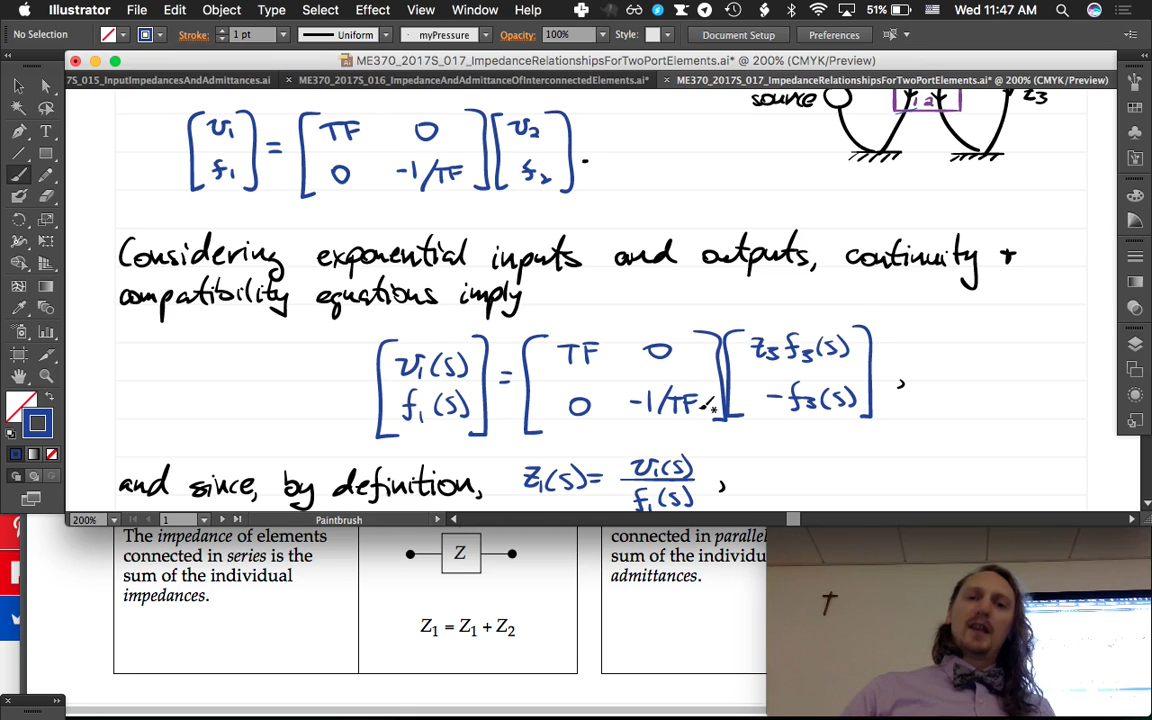 Illustrator File Edit Object Type Select Effect View Window Help 51% Wed 11:47 AM
No Selection Stroke: 1 pt Uniform myPressure Opacity: 100% Style: Document Setup Preferences
ME370_2017S_017_ImpedanceRelationshipsForTwoPortElements.ai* @ 200% (CMYK/Preview)
7S_015_InputImpedancesAndAdmittances.ai ME370_2017S_016_ImpedanceAndAdmittanceOfInterconnectedElements.ai* ME370_2017S_017_ImpedanceRelationshipsForTwoPortElements.ai* @ 200% (CMYK/Preview)
source 1 2 Z3
[v1 f1] = [TF 0 0 -1/TF] [v2 f2].
Considering exponential inputs and outputs, continuity +
compatibility equations imply
[v1(s) f1(s)] = [TF 0 0 -1/TF] [Z3 f3(s) -f3(s)],
and since, by definition, Z1(s) = v1(s)/f1(s),
200% 1 Paintbrush
The impedance of elements
connected in series is the
sum of the individual
impedances.
Z
Z1 = Z1 + Z2
connected in parallel
sum of the individu
admittances.